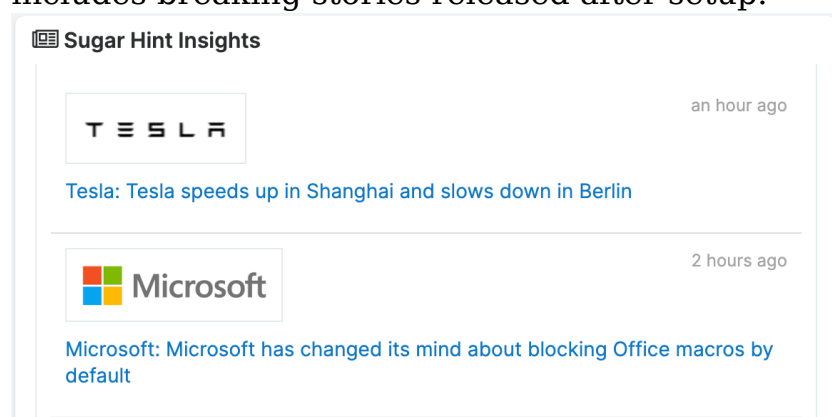 includes breaking stories released after setup.
Sugar Hint Insights
an hour ago
TESLA
Tesla: Tesla speeds up in Shanghai and slows down in Berlin
2 hours ago
Microsoft
Microsoft: Microsoft has changed its mind about blocking Office macros by
default